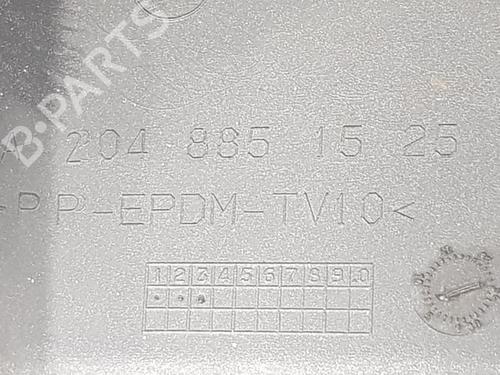 B-PARTS
A 204 885 15 25
>PP-EPDM-TV10<
1 2 3 4 5 6 7 8 9 0